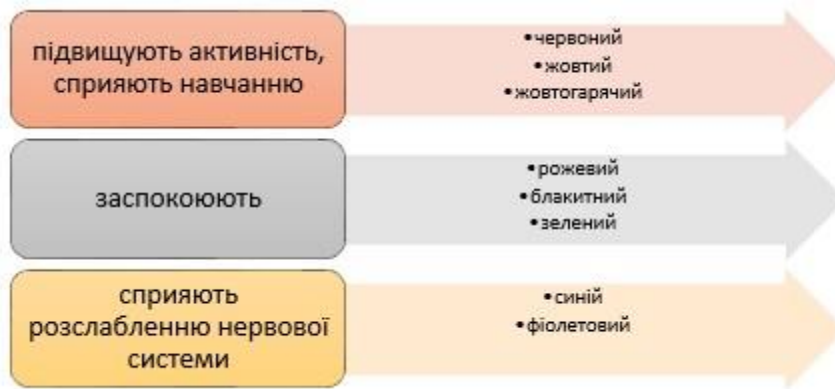 підвищують активність,
сприяють навчанню
•червоний
•жовтий
•жовтогарячий
заспокоюють
•рожевий
•блакитний
•зелений
сприяють
розслабленню нервової
системи
•синій
•фіолетовий